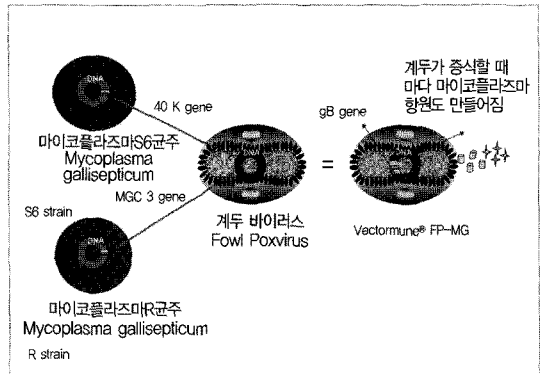 DNA
40 K gene
마이코플라즈마S6균주
Mycoplasma
gallisepticum
S6 strain
MGC 3 gene
DNA
마이코플라즈마R균주
Mycoplasma gallisepticum
R strain
계두 바이러스
Fowl Poxvirus
=
gB gene
계두가 증식할 때
마다 마이코플라즈마
항원도 만들어짐
Vectormune® FP-MG